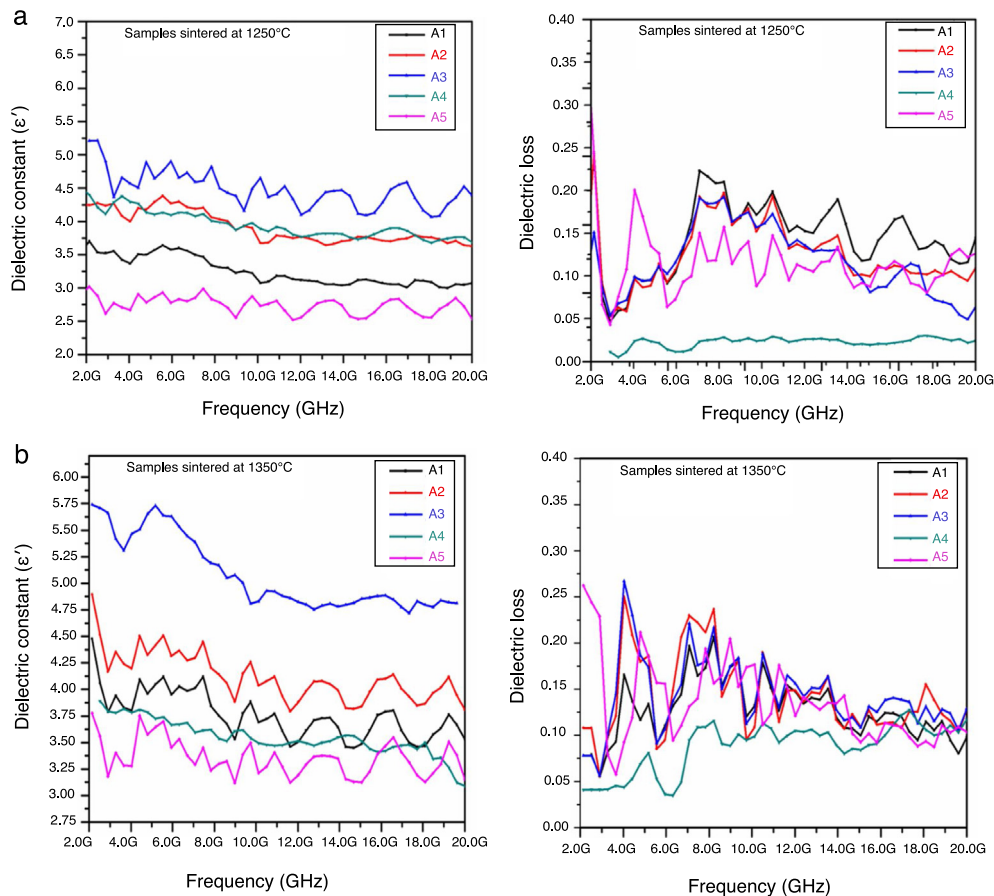 a
Samples sintered at 1250°C
A1
A2
A3
A4
A5
7.0
6.5
6.0
5.5
5.0
4.5
4.0
3.5
3.0
2.5
2.0
Dielectric constant (ε′)
2.0G 4.0G 6.0G 8.0G 10.0G 12.0G 14.0G 16.0G 18.0G 20.0G
Frequency (GHz)
Samples sintered at 1250°C
A1
A2
A3
A4
A5
0.40
0.35
0.30
0.25
0.20
0.15
0.10
0.05
0.00
Dielectric loss
2.0G 4.0G 6.0G 8.0G 10.0G 12.0G 14.0G 16.0G 18.0G 20.0G
Frequency (GHz)
b
Samples sintered at 1350°C
A1
A2
A3
A4
A5
6.00
5.75
5.50
5.25
5.00
4.75
4.50
4.25
4.00
3.75
3.50
3.25
3.00
2.75
Dielectric constant (ε′)
2.0G 4.0G 6.0G 8.0G 10.0G 12.0G 14.0G 16.0G 18.0G 20.0G
Frequency (GHz)
Samples sintered at 1350°C
A1
A2
A3
A4
A5
0.40
0.35
0.30
0.25
0.20
0.15
0.10
0.05
0.00
Dielectric loss
2.0G 4.0G 6.0G 8.0G 10.0G 12.0G 14.0G 16.0G 18.0G 20.0G
Frequency (GHz)